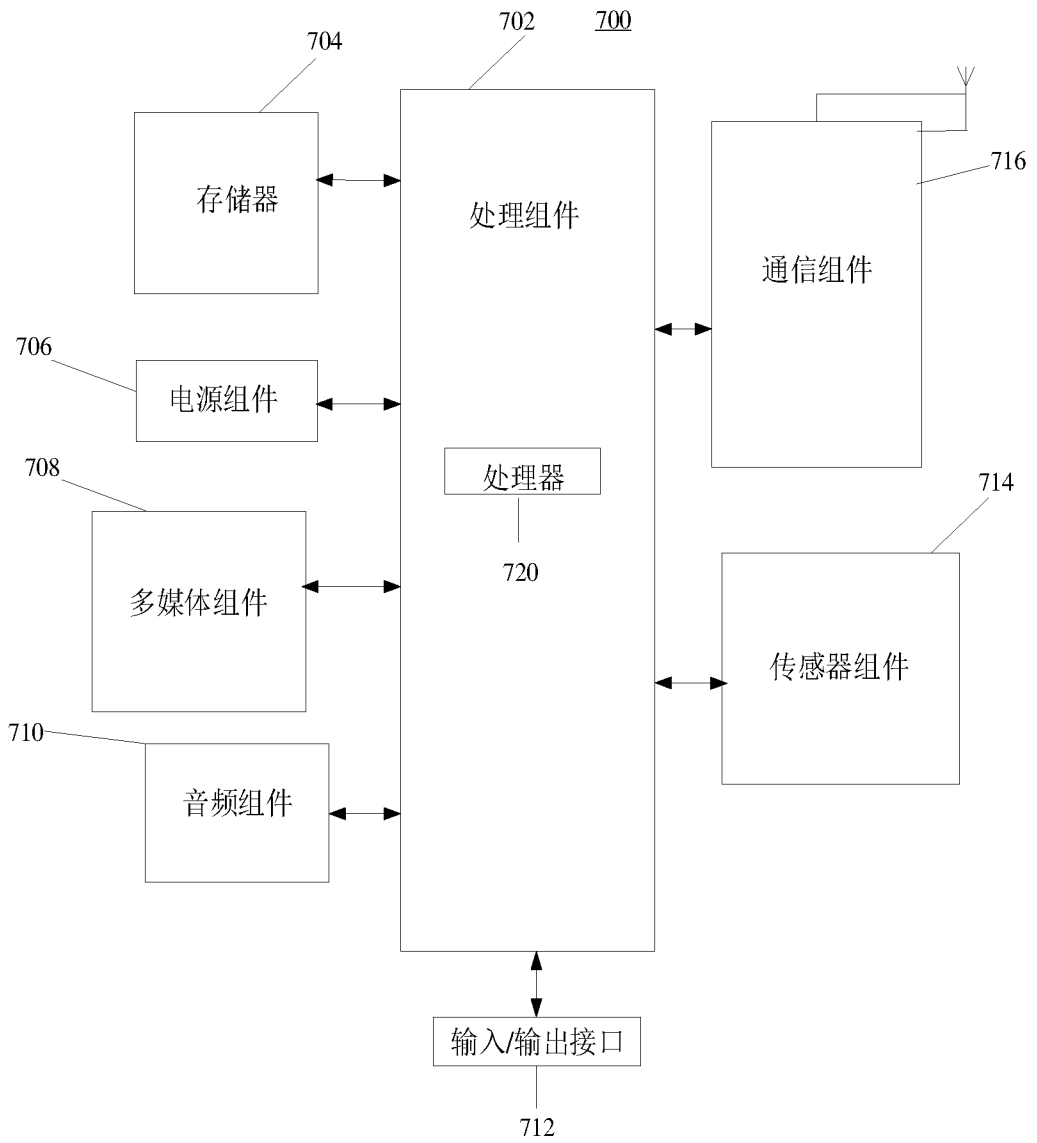 700
702
704
存储器
处理组件
716
通信组件
706
电源组件
708
处理器
714
720
多媒体组件
传感器组件
710
音频组件
输入/输出接口
712